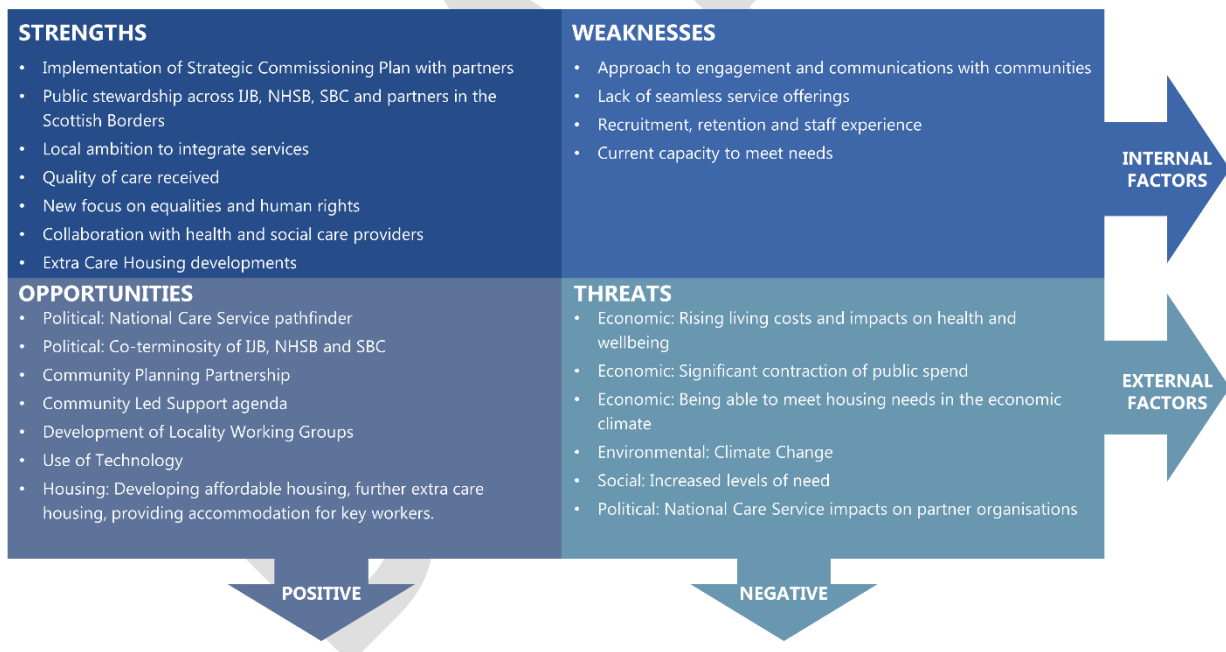 STRENGTHS
• Implementation of Strategic Commissioning Plan with partners
• Public stewardship across IJB, NHSB, SBC and partners in the
Scottish Borders
• Local ambition to integrate services
• Quality of care received
• New focus on equalities and human rights
• Collaboration with health and social care providers
• Extra Care Housing developments
WEAKNESSES
• Approach to engagement and communications with communities
• Lack of seamless service offerings
• Recruitment, retention and staff experience
• Current capacity to meet needs
INTERNAL
FACTORS
OPPORTUNITIES
• Political: National Care Service pathfinder
• Political: Co-terminosity of IJB, NHSB and SBC
• Community Planning Partnership
• Community Led Support agenda
• Development of Locality Working Groups
• Use of Technology
• Housing: Developing affordable housing, further extra care
housing, providing accommodation for key workers.
THREATS
• Economic: Rising living costs and impacts on health and
wellbeing
• Economic: Significant contraction of public spend
• Economic: Being able to meet housing needs in the economic
climate
• Environmental: Climate Change
• Social: Increased levels of need
• Political: National Care Service impacts on partner organisations
EXTERNAL
FACTORS
POSITIVE
NEGATIVE